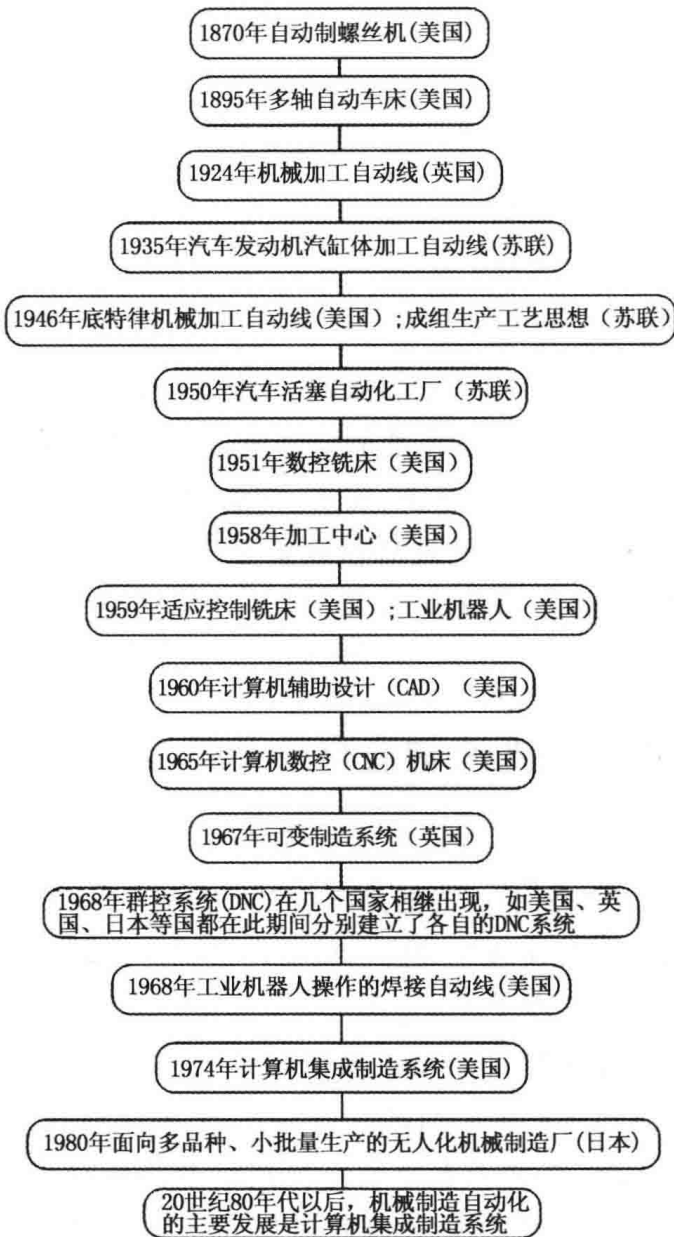 1870年自动制螺丝机(美国)
1895年多轴自动车床(美国)
1924年机械加工自动线(英国)
1935年汽车发动机汽缸体加工自动线(苏联)
1946年底特律机械加工自动线(美国）;成组生产工艺思想（苏联）
1950年汽车活塞自动化工厂（苏联）
1951年数控铣床（美国）
1958年加工中心（美国）
1959年适应控制铣床（美国）;工业机器人（美国）
1960年计算机辅助设计（CAD）（美国）
1965年计算机数控（CNC）机床（美国）
1967年可变制造系统（英国）
1968年群控系统(DNC)在几个国家相继出现，如美国、英
国、日本等国都在此期间分别建立了各自的DNC系统
1968年工业机器人操作的焊接自动线(美国)
1974年计算机集成制造系统(美国)
1980年面向多品种、小批量生产的无人化机械制造厂(日本)
20世纪80年代以后，机械制造自动化
的主要发展是计算机集成制造系统